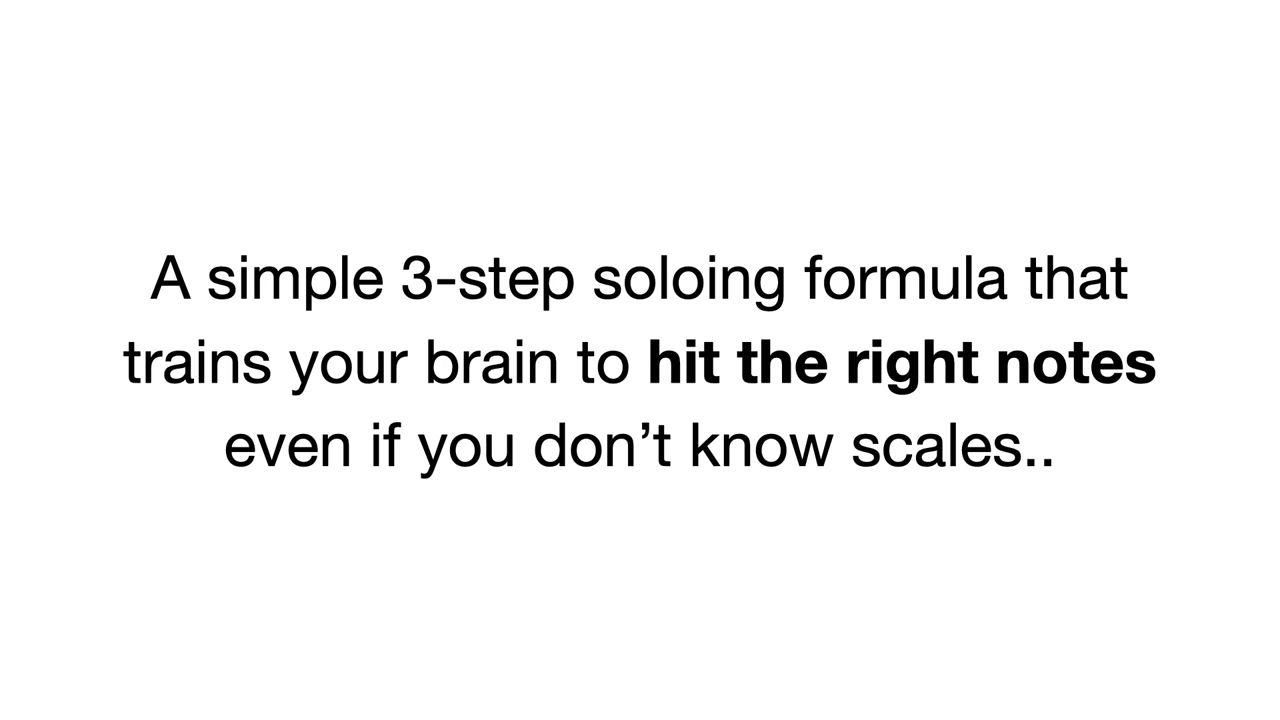 A simple 3-step soloing formula that
trains your brain to hit the right notes
even if you don’t know scales..